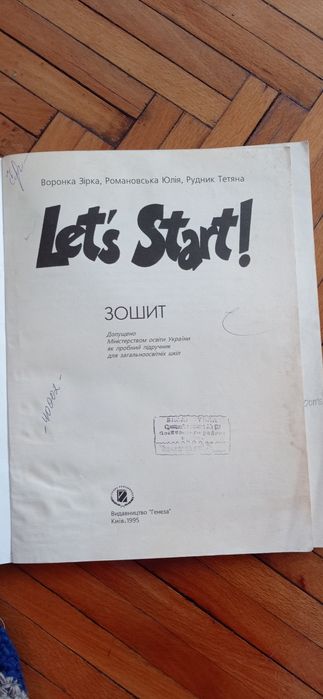 Воронка Зірка, Романовська Юлія, Рудник Тетяна
Let's Start!
ЗОШИТ
Допущено
Міністерством освіти України
як пробний підручник
для загальноосвітніх шкіл
-40002-
Видавництво "Генеза"
Київ, 1995